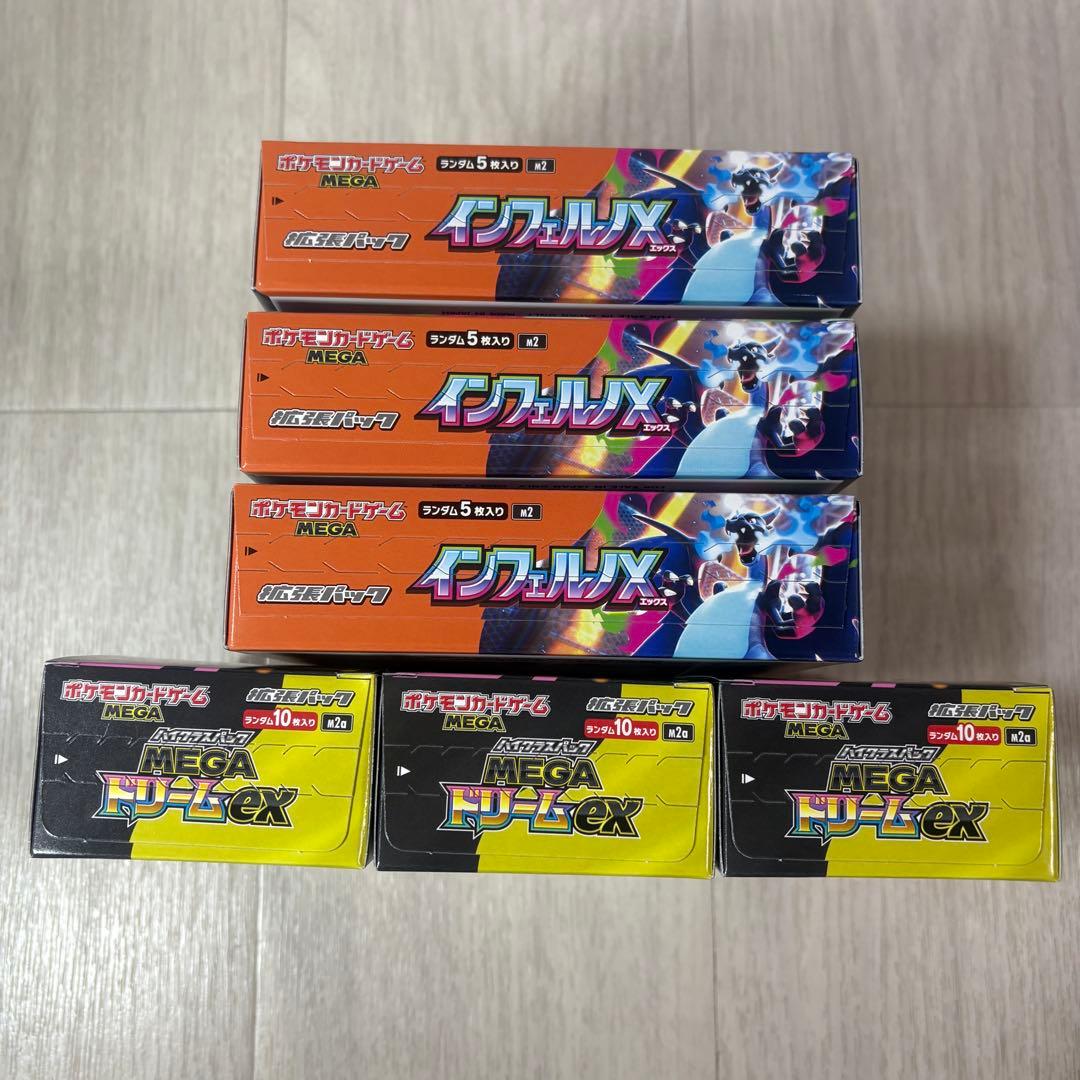 ポケモンカードゲーム
MEGA
ランダム5枚入り M2
拡張パック
インフェルノX
エックス
ポケモンカードゲーム
MEGA
ランダム5枚入り M2
拡張パック
インフェルノX
エックス
ポケモンカードゲーム
MEGA
ランダム5枚入り M2
拡張パック
インフェルノX
エックス
ポケモンカードゲーム
MEGA
拡張パック
ランダム10枚入り M2a
ハイクラスパック
MEGA
ドリームex
ポケモンカードゲーム
MEGA
拡張パック
ランダム10枚入り M2a
ハイクラスパック
MEGA
ドリームex
ポケモンカードゲーム
MEGA
拡張パック
ランダム10枚入り M2a
ハイクラスパック
MEGA
ドリームex